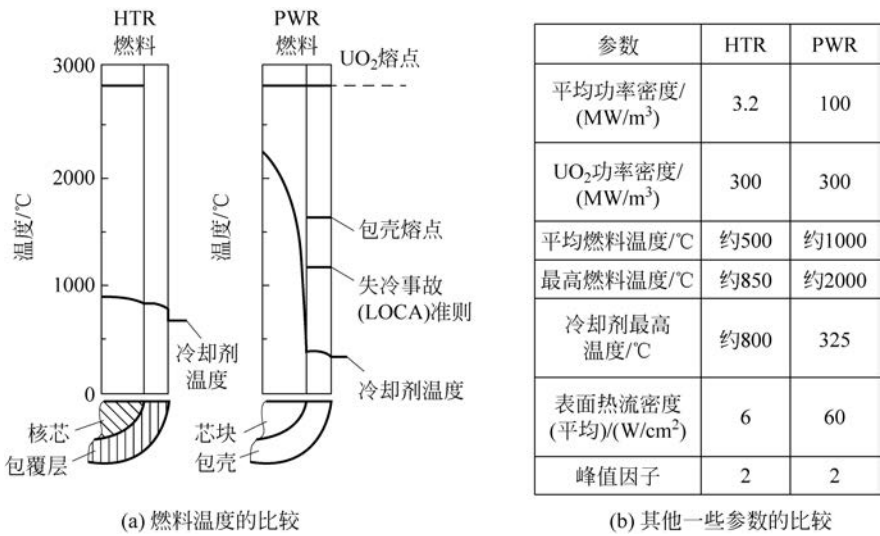 HTR
燃料
PWR
燃料
UO₂熔点
3000
2000
1000
0
温度/℃
冷却剂
温度
核芯
包覆层
温度/℃
包壳熔点
失冷事故
(LOCA)准则
冷却剂温度
芯块
包壳
(a) 燃料温度的比较
参数 HTR PWR
平均功率密度/
(MW/m³) 3.2 100
UO₂功率密度/
(MW/m³) 300 300
平均燃料温度/℃ 约500 约1000
最高燃料温度/℃ 约850 约2000
冷却剂最高
温度/℃ 约800 325
表面热流密度
(平均)/(W/cm²) 6 60
峰值因子 2 2
(b) 其他一些参数的比较